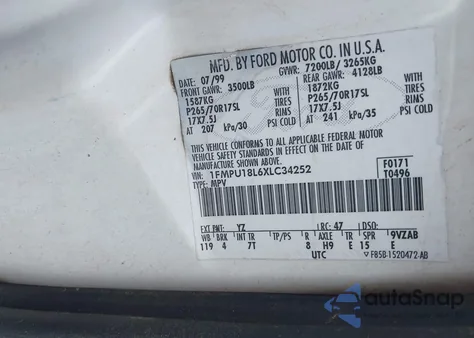 MFD. BY FORD MOTOR CO. IN U.S.A.
DATE: 07/99 GVWR: 7200LB/ 3265KG
FRONT GAWR: 3500LB REAR GAWR: 4128LB
1587KG WITH 1872KG WITH
P265/70R17SL TIRES P265/70R17SL TIRES
17X7.5J RIMS 17X7.5J RIMS
AT 207 kPa/30 PSI COLD AT 241 kPa/35 PSI COLD
THIS VEHICLE CONFORMS TO ALL APPLICABLE FEDERAL MOTOR
VEHICLE SAFETY STANDARDS IN EFFECT ON THE DATE OF
MANUFACTURE SHOWN ABOVE.
VIN: 1FMPU18L6XLC34252 F0171
TYPE: MPV T0496
EXT PNT: YZ RC: 47 DSO:
WB BRK INT TR TP/PS R AXLE TR SPR 9VZAB
119 4 7T 8 H9 E 15 E
UTC F85B-1520472-AB
AutoSnap